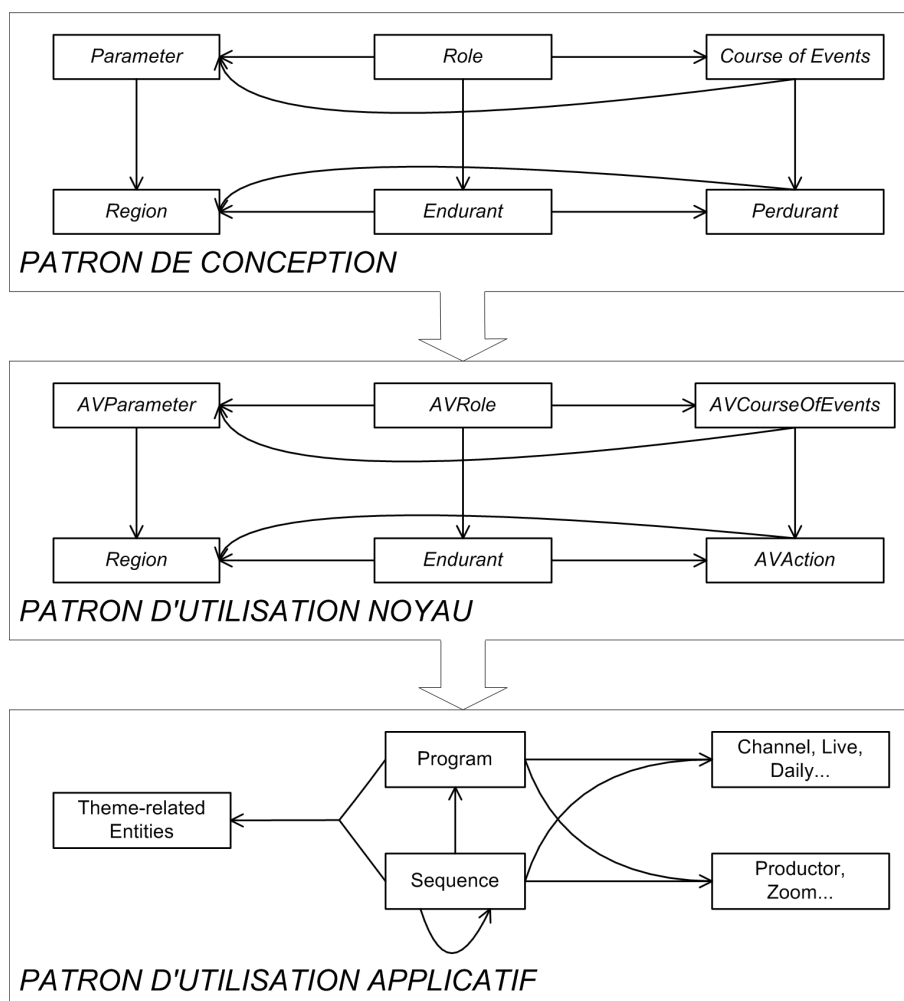 Parameter
Role
Course of Events
Region
Endurant
Perdurant
PATRON DE CONCEPTION
AVParameter
AVRole
AVCourseOfEvents
Region
Endurant
AVAction
PATRON D'UTILISATION NOYAU
Program
Channel, Live,
Daily...
Theme-related
Entities
Sequence
Productor,
Zoom...
PATRON D'UTILISATION APPLICATIF